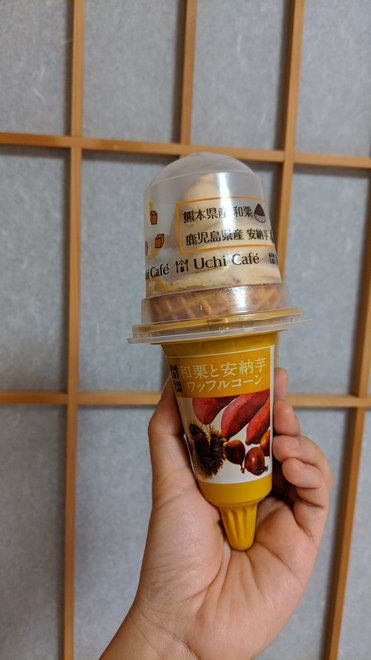 熊本県産 和栗
鹿児島県産 安納芋
Uchi Café
Uchi Café
和栗と安納芋
ワッフルコーン